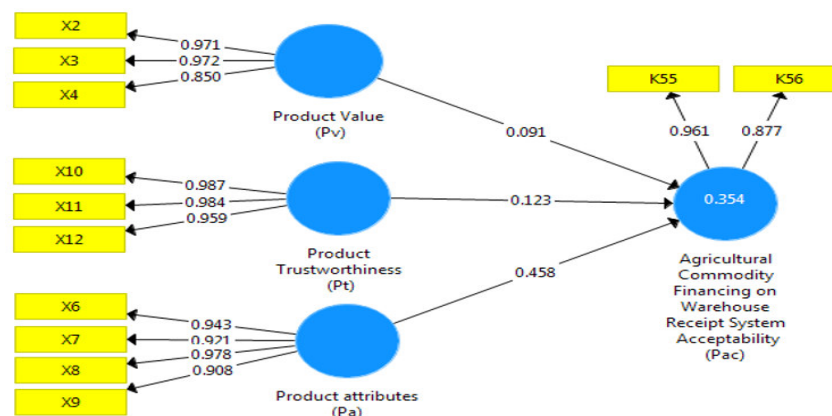 X2
X3
X4
0.971
0.972
0.850
Product Value
(Pv)
K55
K56
0.961
0.877
0.091
X10
X11
X12
0.987
0.984
0.959
Product
Trustworthiness
(Pt)
0.123
0.354
Agricultural
Commodity
Financing on
Warehouse
Receipt System
Acceptability
(Pac)
0.458
X6
X7
X8
X9
0.943
0.921
0.978
0.908
Product attributes
(Pa)